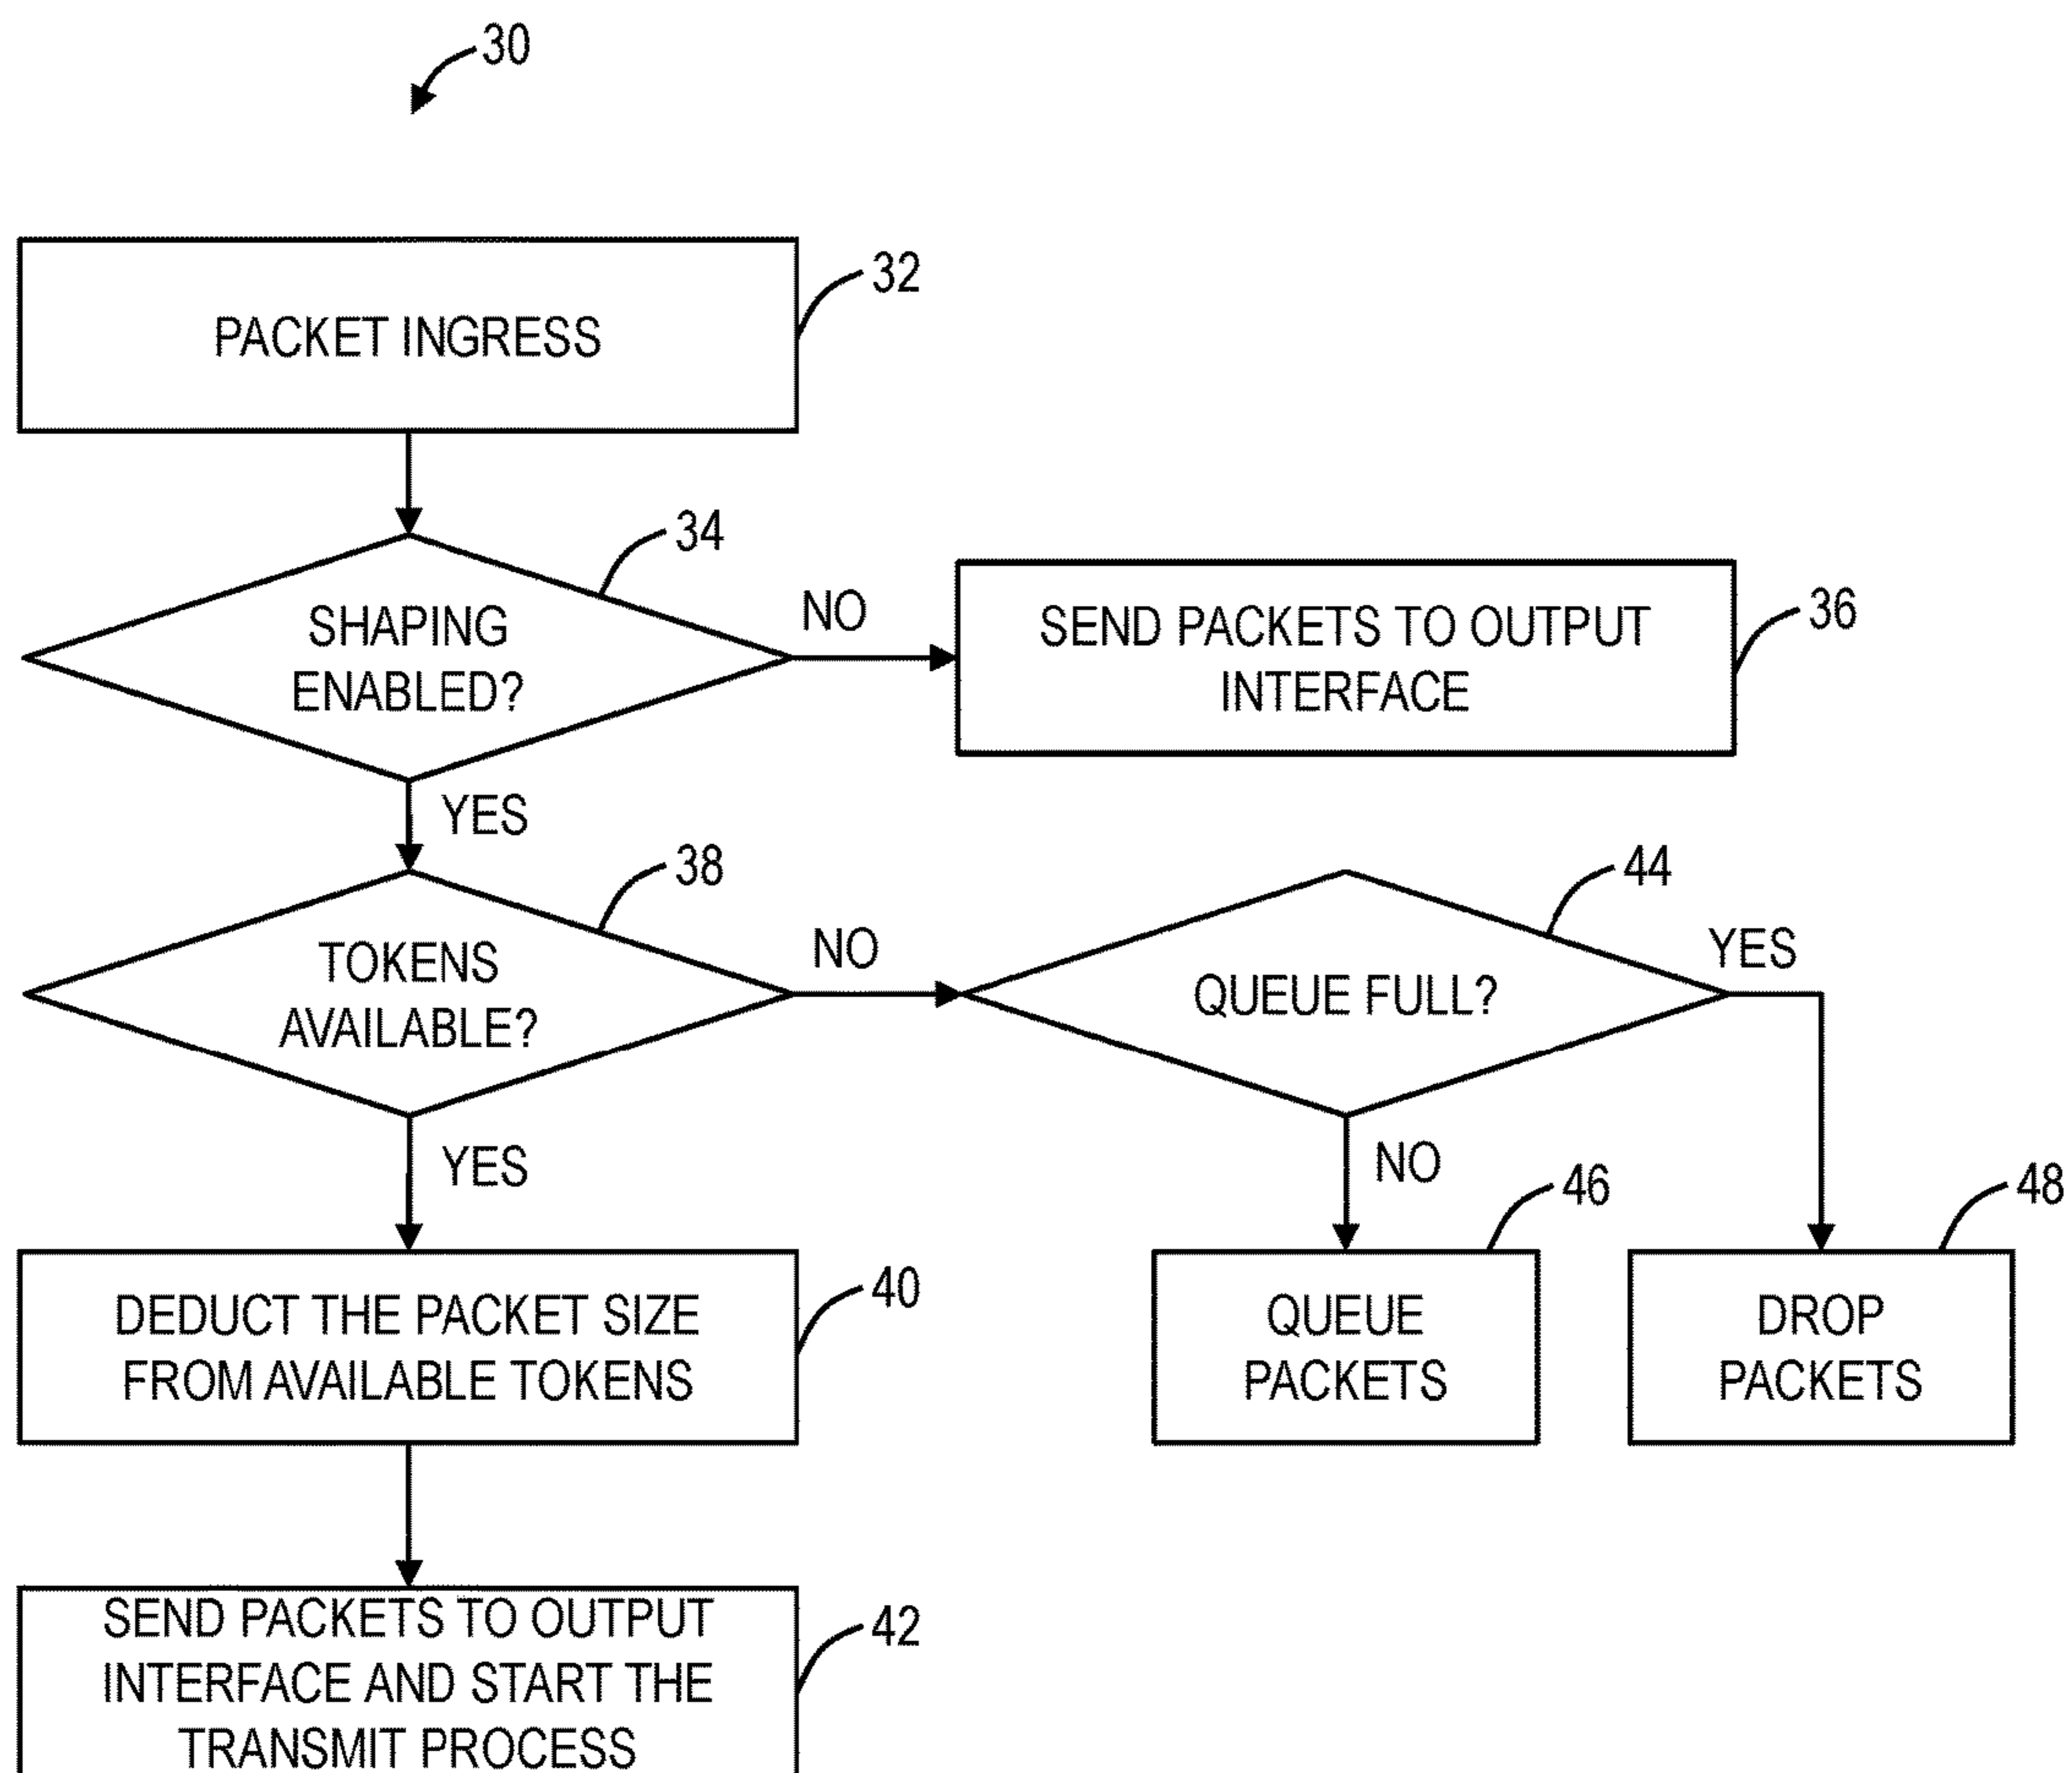 30
PACKET INGRESS
32
SHAPING
ENABLED?
34
NO
SEND PACKETS TO OUTPUT
INTERFACE
36
YES
TOKENS
AVAILABLE?
38
NO
QUEUE FULL?
44
YES
YES
NO
DEDUCT THE PACKET SIZE
FROM AVAILABLE TOKENS
40
QUEUE
PACKETS
46
DROP
PACKETS
48
SEND PACKETS TO OUTPUT
INTERFACE AND START THE
TRANSMIT PROCESS
42